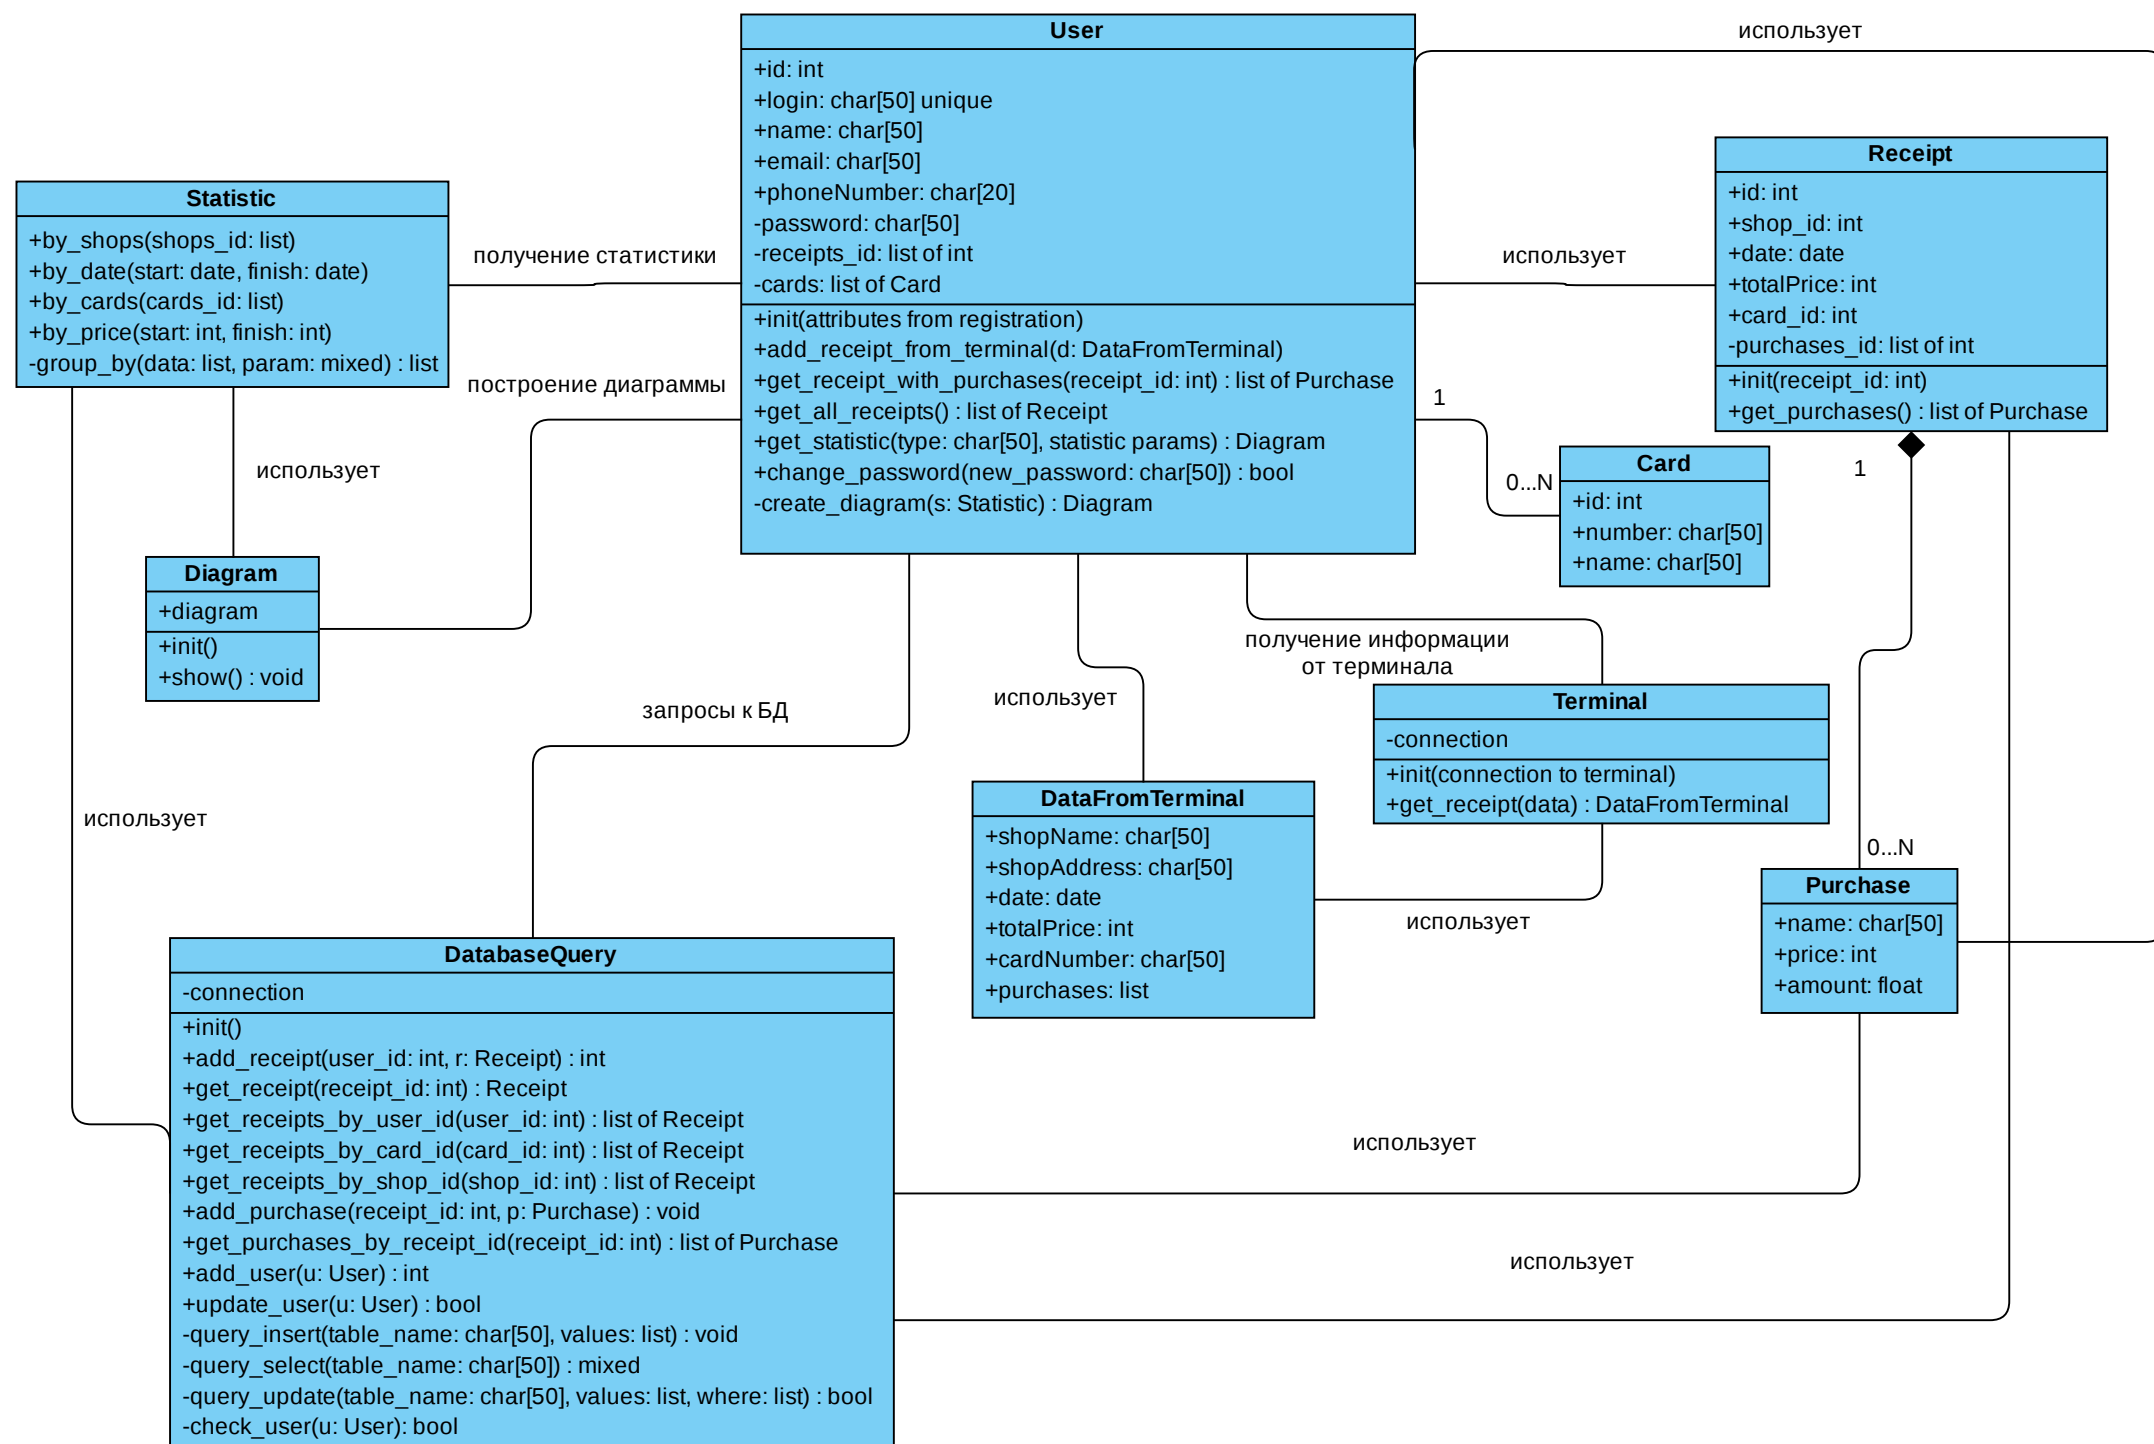 User
+id: int
+login: char[50] unique
+name: char[50]
+email: char[50]
+phoneNumber: char[20]
-password: char[50]
-receipts_id: list of int
-cards: list of Card
+init(attributes from registration)
+add_receipt_from_terminal(d: DataFromTerminal)
+get_receipt_with_purchases(receipt_id: int) : list of Purchase
+get_all_receipts() : list of Receipt
+get_statistic(type: char[50], statistic params) : Diagram
+change_password(new_password: char[50]) : bool
-create_diagram(s: Statistic) : Diagram
использует
Receipt
+id: int
+shop_id: int
+date: date
+totalPrice: int
+card_id: int
-purchases_id: list of int
+init(receipt_id: int)
+get_purchases() : list of Purchase
Statistic
+by_shops(shops_id: list)
+by_date(start: date, finish: date)
+by_cards(cards_id: list)
+by_price(start: int, finish: int)
-group_by(data: list, param: mixed) : list
получение статистики
использует
построение диаграммы
1
0...N
Card
+id: int
+number: char[50]
+name: char[50]
1
использует
Diagram
+diagram
+init()
+show() : void
получение информации
от терминала
использует
запросы к БД
Terminal
-connection
+init(connection to terminal)
+get_receipt(data) : DataFromTerminal
использует
DataFromTerminal
+shopName: char[50]
+shopAddress: char[50]
+date: date
+totalPrice: int
+cardNumber: char[50]
+purchases: list
использует
0...N
Purchase
+name: char[50]
+price: int
+amount: float
DatabaseQuery
-connection
+init()
+add_receipt(user_id: int, r: Receipt) : int
+get_receipt(receipt_id: int) : Receipt
+get_receipts_by_user_id(user_id: int) : list of Receipt
+get_receipts_by_card_id(card_id: int) : list of Receipt
+get_receipts_by_shop_id(shop_id: int) : list of Receipt
+add_purchase(receipt_id: int, p: Purchase) : void
+get_purchases_by_receipt_id(receipt_id: int) : list of Purchase
+add_user(u: User) : int
+update_user(u: User) : bool
-query_insert(table_name: char[50], values: list) : void
-query_select(table_name: char[50]) : mixed
-query_update(table_name: char[50], values: list, where: list) : bool
-check_user(u: User): bool
использует
использует